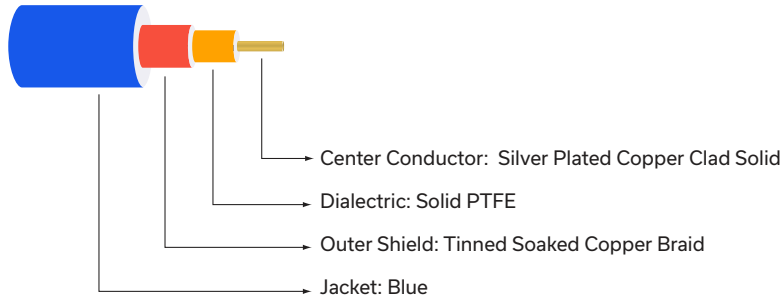 Center Conductor: Silver Plated Copper Clad Solid
Dialectric: Solid PTFE
Outer Shield: Tinned Soaked Copper Braid
Jacket: Blue